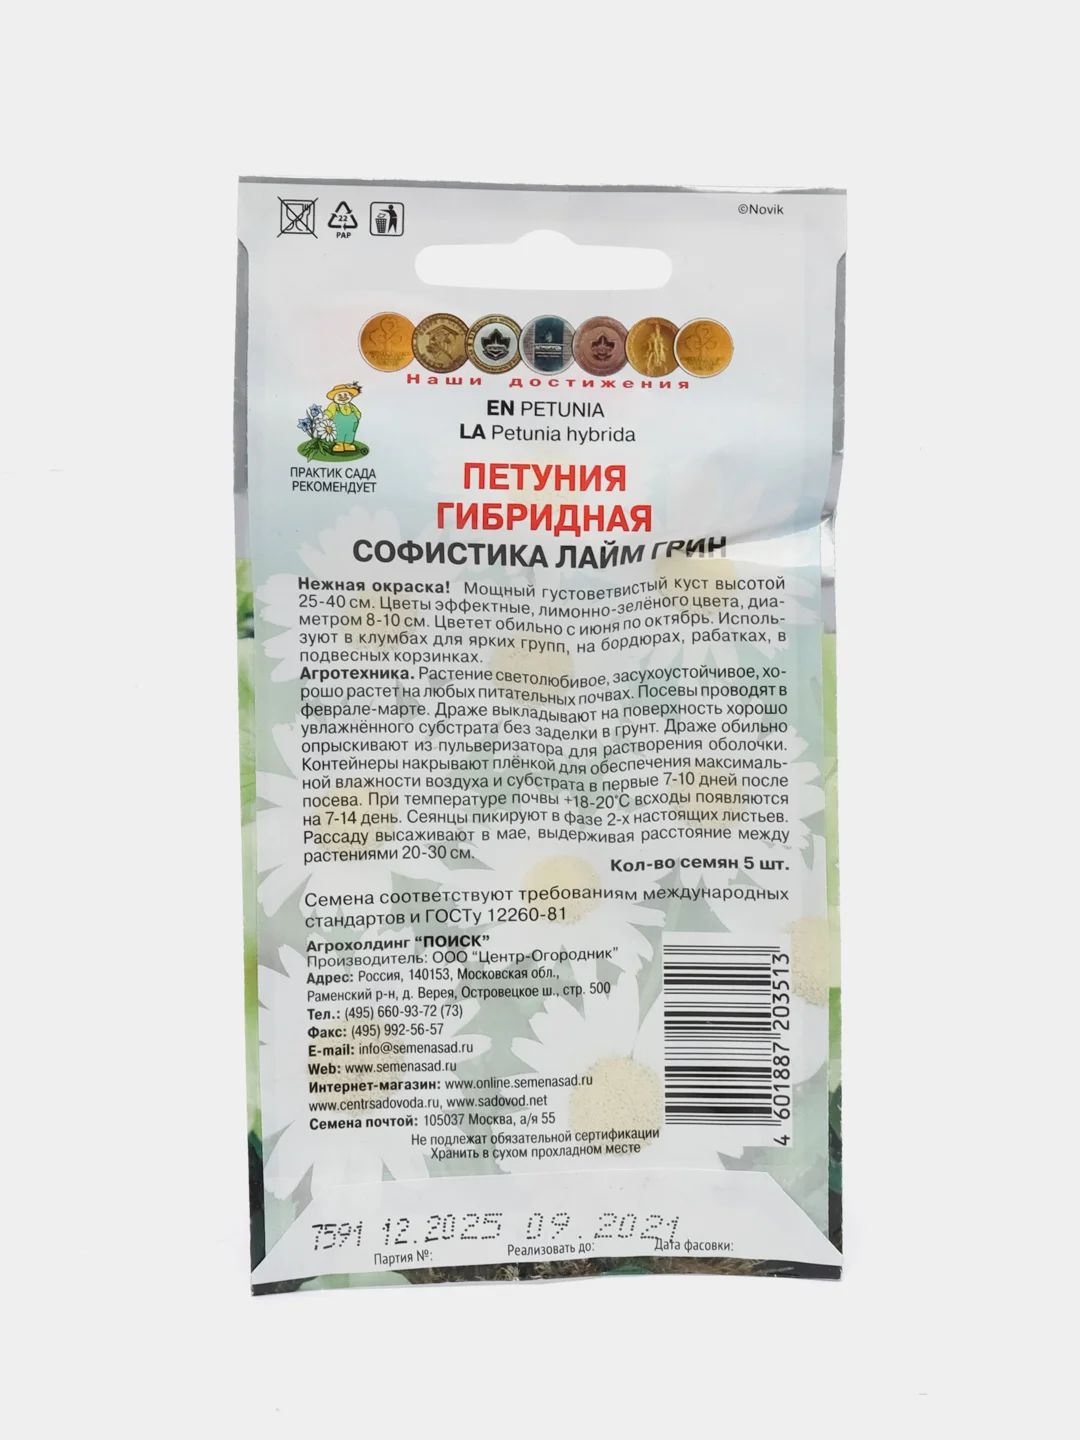 ©Novik
22
PAP
Наши достижения
EN PETUNIA
LA Petunia hybrida
ПРАКТИК САДА
РЕКОМЕНДУЕТ
ПЕТУНИЯ
ГИБРИДНАЯ
СОФИСТИКА ЛАЙМ ГРИН
Нежная окраска! Мощный густоветвистый куст высотой
25-40 см. Цветы эффектные, лимонно-зелёного цвета, диа-
метром 8-10 см. Цветет обильно с июня по октябрь. Исполь-
зуют в клумбах для ярких групп, на бордюрах, рабатках, в
подвесных корзинках.
Агротехника. Растение светолюбивое, засухоустойчивое, хо-
рошо растет на любых питательных почвах. Посевы проводят в
феврале-марте. Драже выкладывают на поверхность хорошо
увлажнённого субстрата без заделки в грунт. Драже обильно
опрыскивают из пульверизатора для растворения оболочки.
Контейнеры накрывают плёнкой для обеспечения максималь-
ной влажности воздуха и субстрата в первые 7-10 дней после
посева. При температуре почвы +18-20°С всходы появляются
на 7-14 день. Сеянцы пикируют в фазе 2-х настоящих листьев.
Рассаду высаживают в мае, выдерживая расстояние между
растениями 20-30 см.
Кол-во семян 5 шт.
Семена соответствуют требованиям международных
стандартов и ГОСТу 12260-81
Агрохолдинг "ПОИСК"
Производитель: ООО "Центр-Огородник"
Адрес: Россия, 140153, Московская обл.,
Раменский р-н, д. Верея, Островецкое ш., стр. 500
Тел.: (495) 660-93-72 (73)
Факс: (495) 992-56-57
E-mail: info@semenasad.ru
Web: www.semenasad.ru
Интернет-магазин: www.online.semenasad.ru
www.centrsadovoda.ru, www.sadovod.net
Семена почтой: 105037 Москва, а/я 55
Не подлежат обязательной сертификации
Хранить в сухом прохладном месте
4 601887 203513
7591 12.2025 09.2021
Партия №: Реализовать до: Дата фасовки: